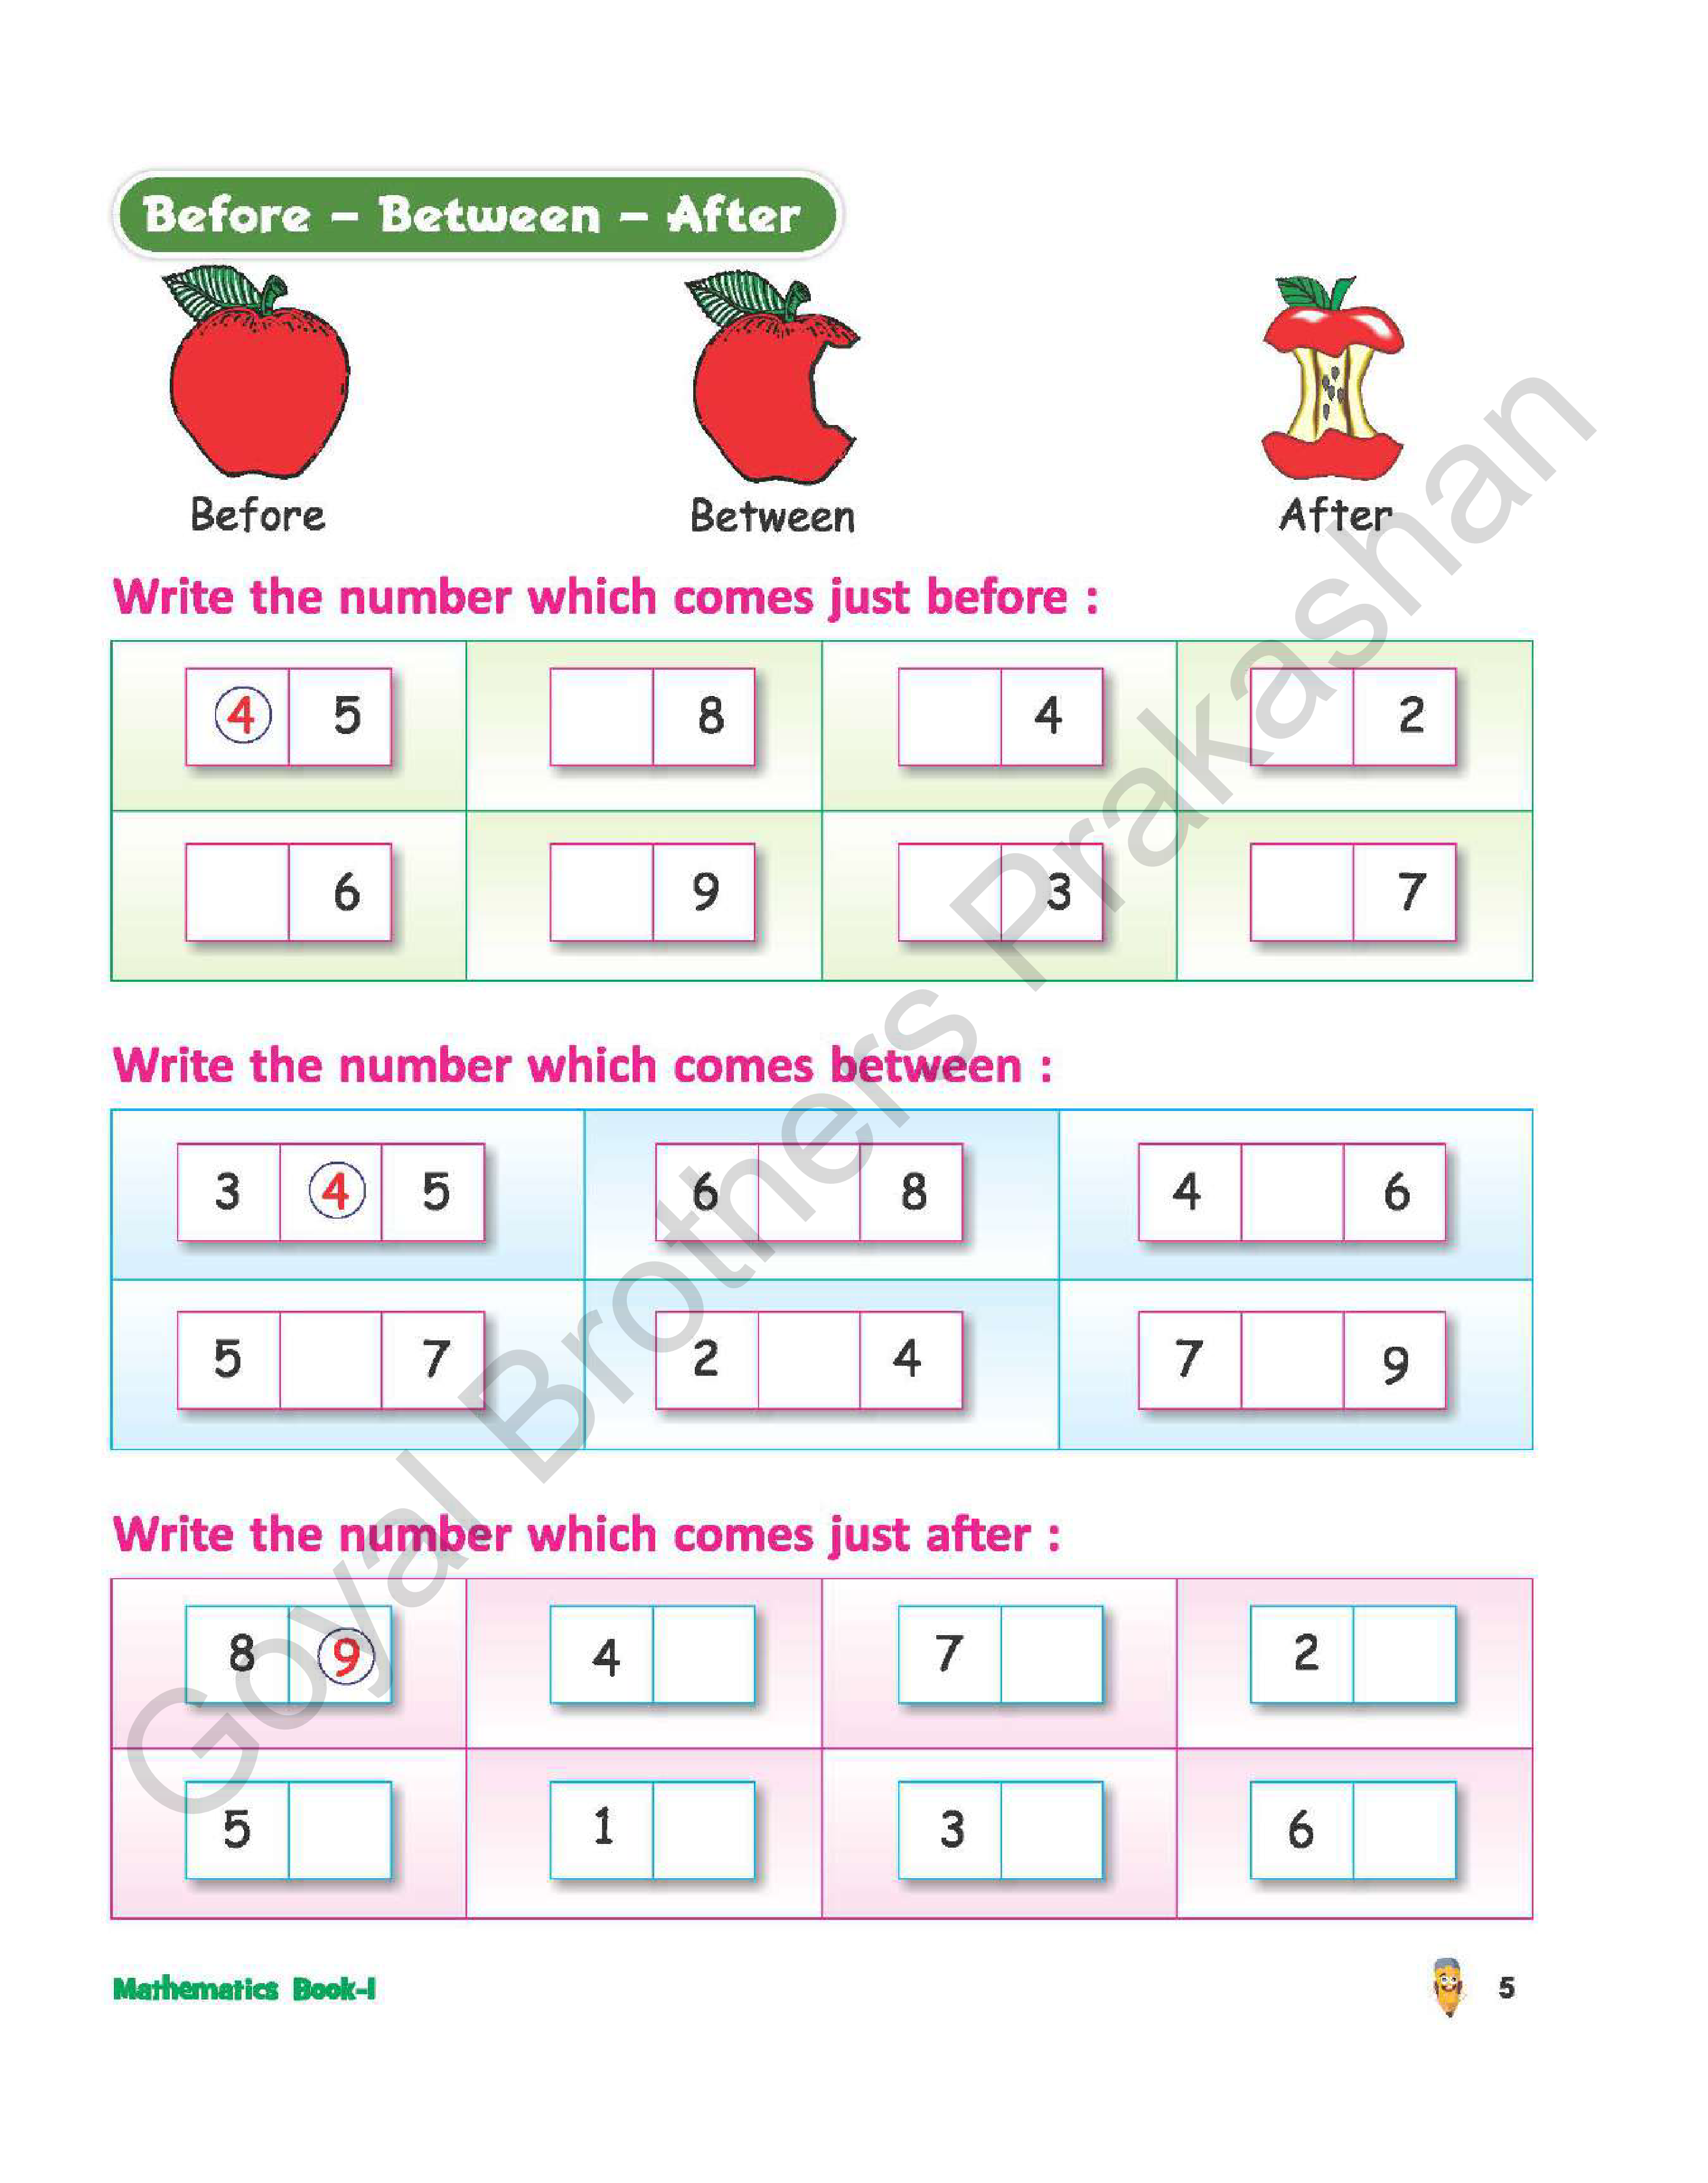 Before – Between – After
Before Between After
Write the number which comes just before :
4 5 8 4 2
6 9 3 7
Write the number which comes between :
3 4 5 6 8 4 6
5 7 2 4 7 9
Write the number which comes just after :
8 9 4 7 2
5 1 3 6
Mathematics Book-I 5
Goyal Brothers Prakashan